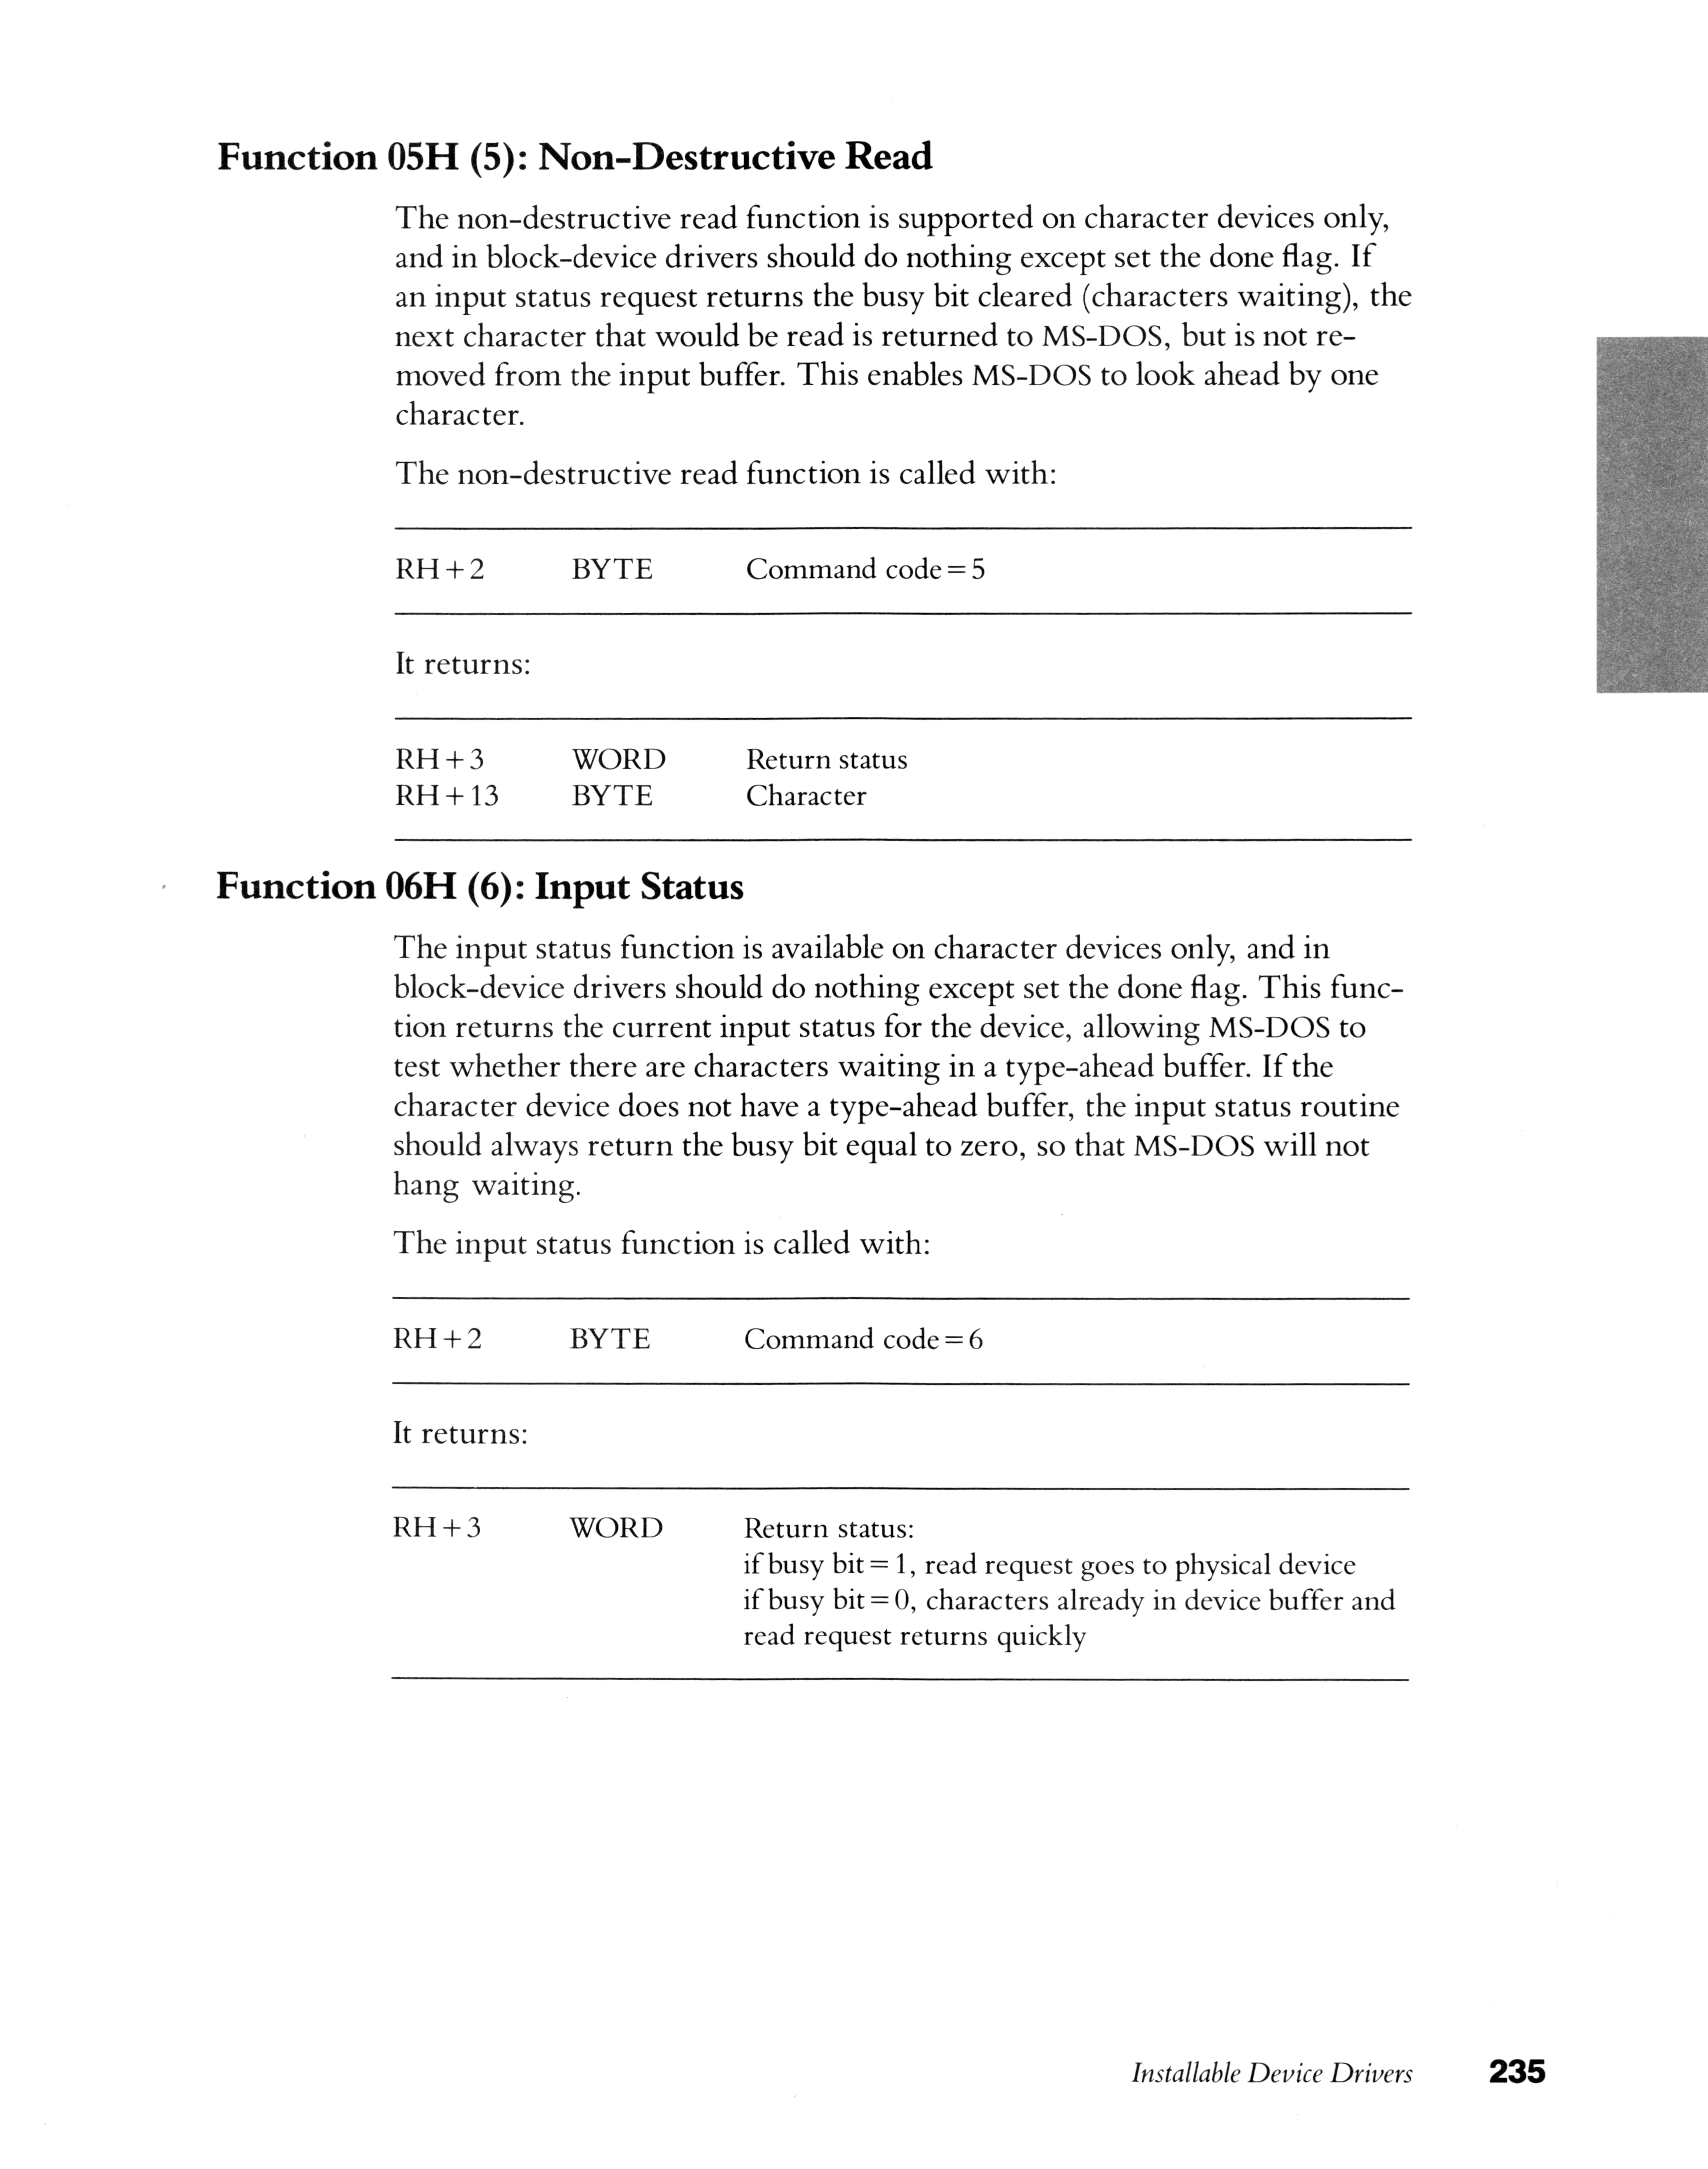 Function 05H (5): Non-Destructive Read
The non-destructive read function is supported on character devices only,
and in block-device drivers should do nothing except set the done flag. If
an input status request returns the busy bit cleared (characters waiting), the
next character that would be read is returned to MS-DOS, but is not re-
moved from the input buffer. This enables MS-DOS to look ahead by one
character.
The non-destructive read function is called with:
RH+2 BYTE Command code=5
It returns:
RH+3 WORD Return status
RH+13 BYTE Character
Function 06H (6): Input Status
The input status function is available on character devices only, and in
block-device drivers should do nothing except set the done flag. This func-
tion returns the current input status for the device, allowing MS-DOS to
test whether there are characters waiting in a type-ahead buffer. If the
character device does not have a type-ahead buffer, the input status routine
should always return the busy bit equal to zero, so that MS-DOS will not
hang waiting.
The input status function is called with:
RH+2 BYTE Command code=6
It returns:
RH+3 WORD Return status:
if busy bit=1, read request goes to physical device
if busy bit=0, characters already in device buffer and
read request returns quickly
Installable Device Drivers 235